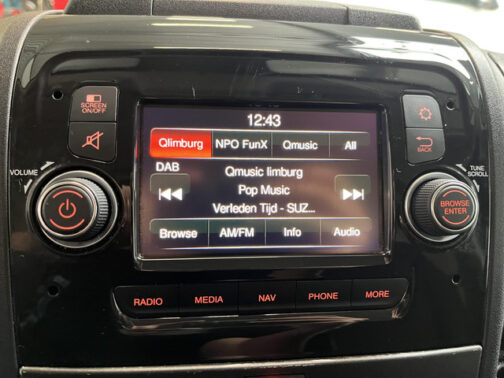 SCREEN
ON/OFF
12:43
Qlimburg NPO FunX Qmusic All
DAB
Qmusic limburg
Pop Music
Verleden Tijd - SUZ...
Browse AM/FM Info Audio
BACK
VOLUME
TUNE
SCROLL
BROWSE
ENTER
RADIO MEDIA NAV PHONE MORE